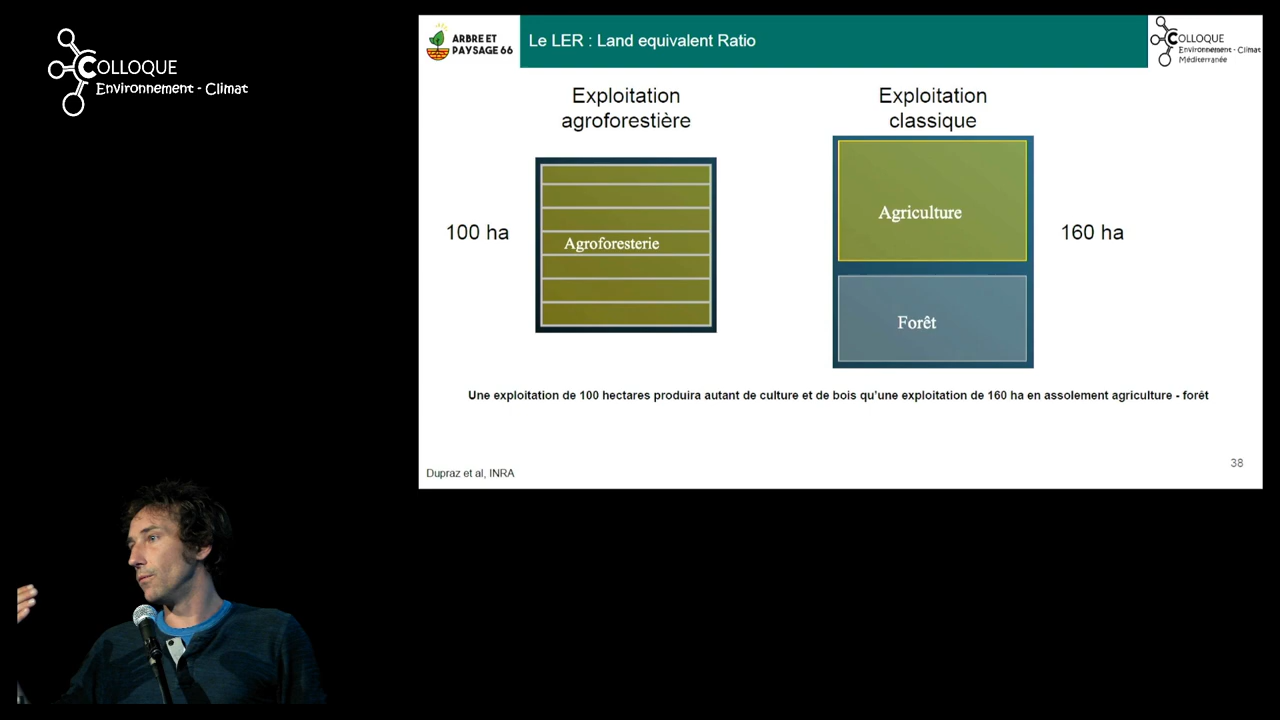 COLLOQUE
Environnement - Climat
ARBRE ET
PAYSAGE 66
Le LER : Land equivalent Ratio
COLLOQUE
Environnement - Climat
Méditerranée
Exploitation
agroforestière
Exploitation
classique
100 ha
Agroforesterie
Agriculture
Forêt
160 ha
Une exploitation de 100 hectares produira autant de culture et de bois qu'une exploitation de 160 ha en assolement agriculture - forêt
38
Dupraz et al, INRA